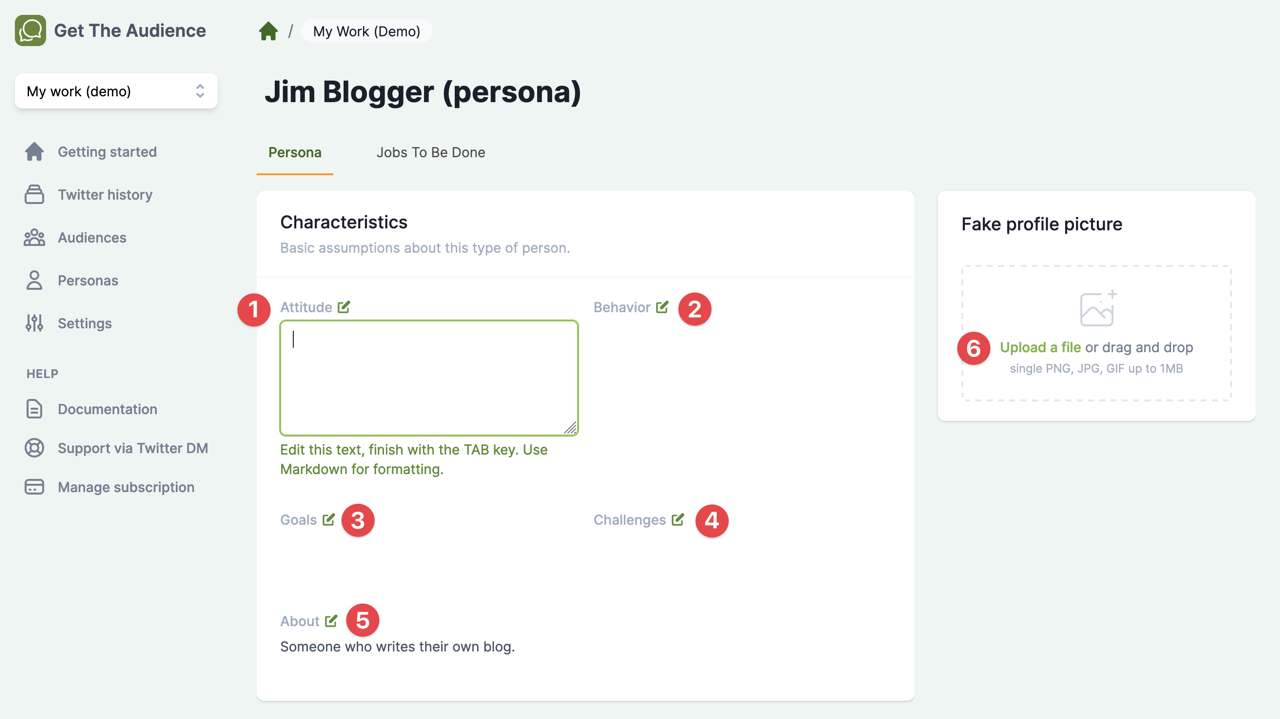 Get The Audience
My work (demo)
Getting started
Twitter history
Audiences
Personas
Settings
HELP
Documentation
Support via Twitter DM
Manage subscription
/ My Work (Demo)
Jim Blogger (persona)
Persona
Jobs To Be Done
Characteristics
Basic assumptions about this type of person.
1 Attitude
Behavior 2
Edit this text, finish with the TAB key. Use
Markdown for formatting.
Goals 3
Challenges 4
About 5
Someone who writes their own blog.
Fake profile picture
6 Upload a file or drag and drop
single PNG, JPG, GIF up to 1MB